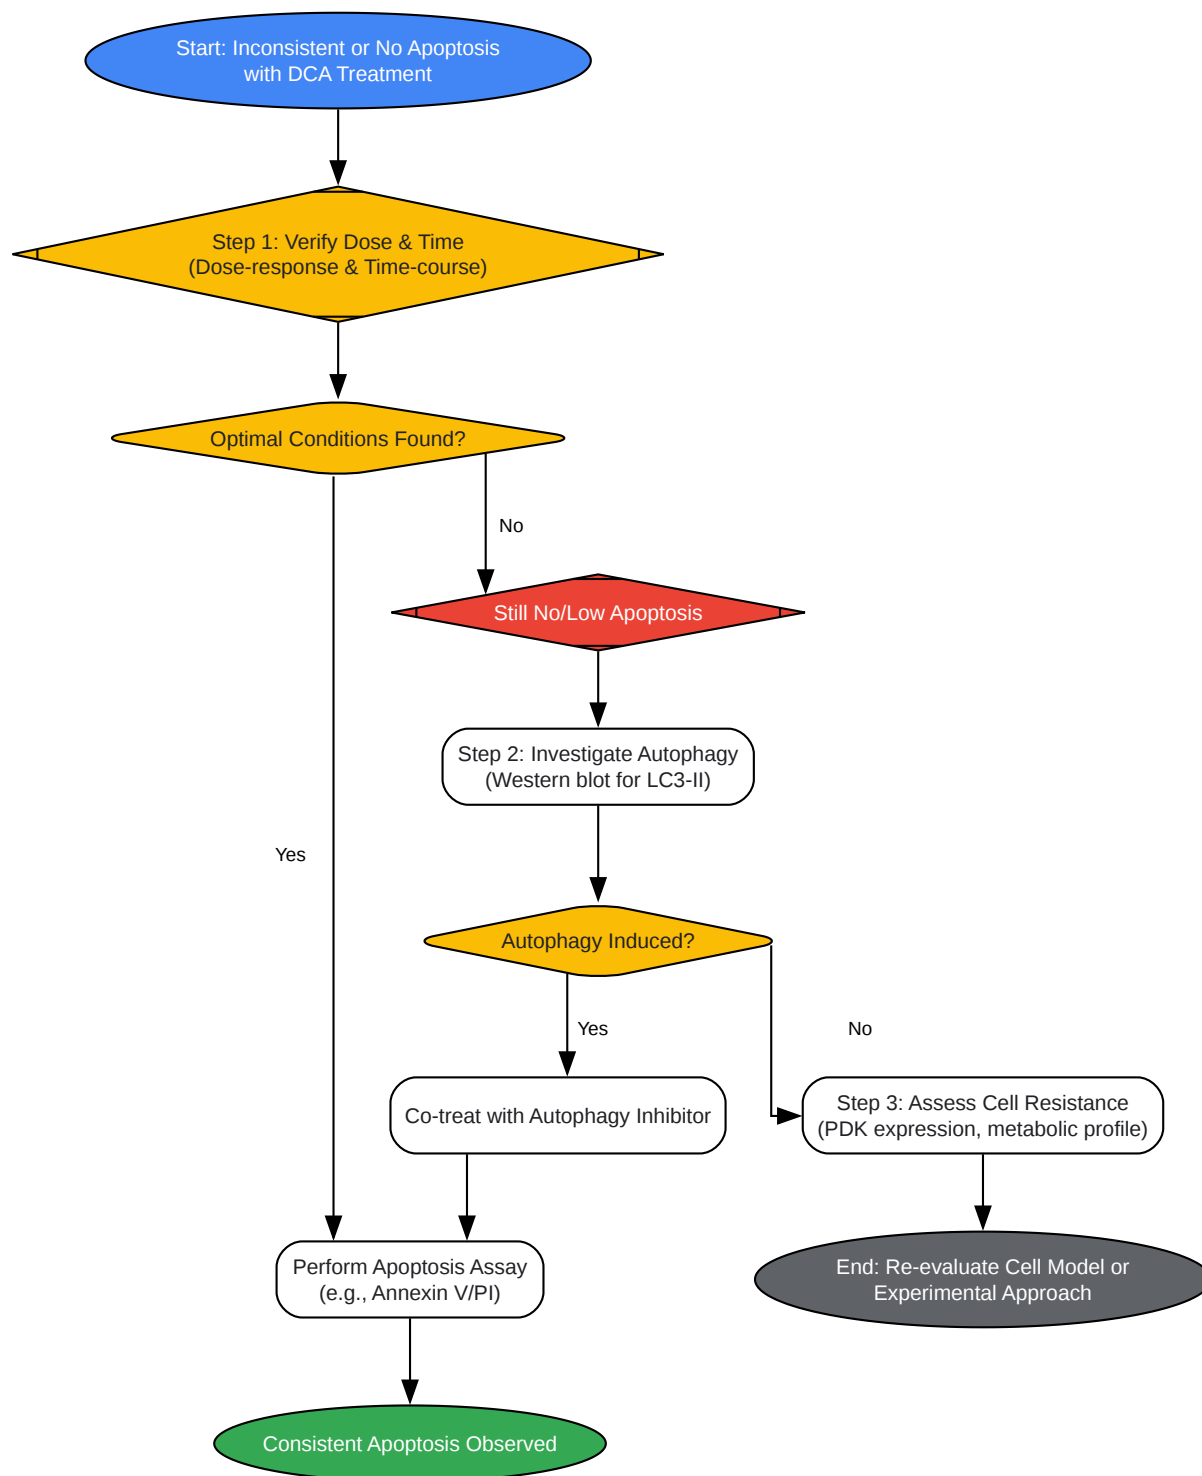 Start: Inconsistent or No Apoptosis
with DCA Treatment
Step 1: Verify Dose & Time
(Dose-response & Time-course)
Optimal Conditions Found?
No
Still No/Low Apoptosis
Step 2: Investigate Autophagy
(Western blot for LC3-II)
Yes
Autophagy Induced?
Yes
No
Co-treat with Autophagy Inhibitor
Step 3: Assess Cell Resistance
(PDK expression, metabolic profile)
Perform Apoptosis Assay
(e.g., Annexin V/PI)
End: Re-evaluate Cell Model or
Experimental Approach
Consistent Apoptosis Observed